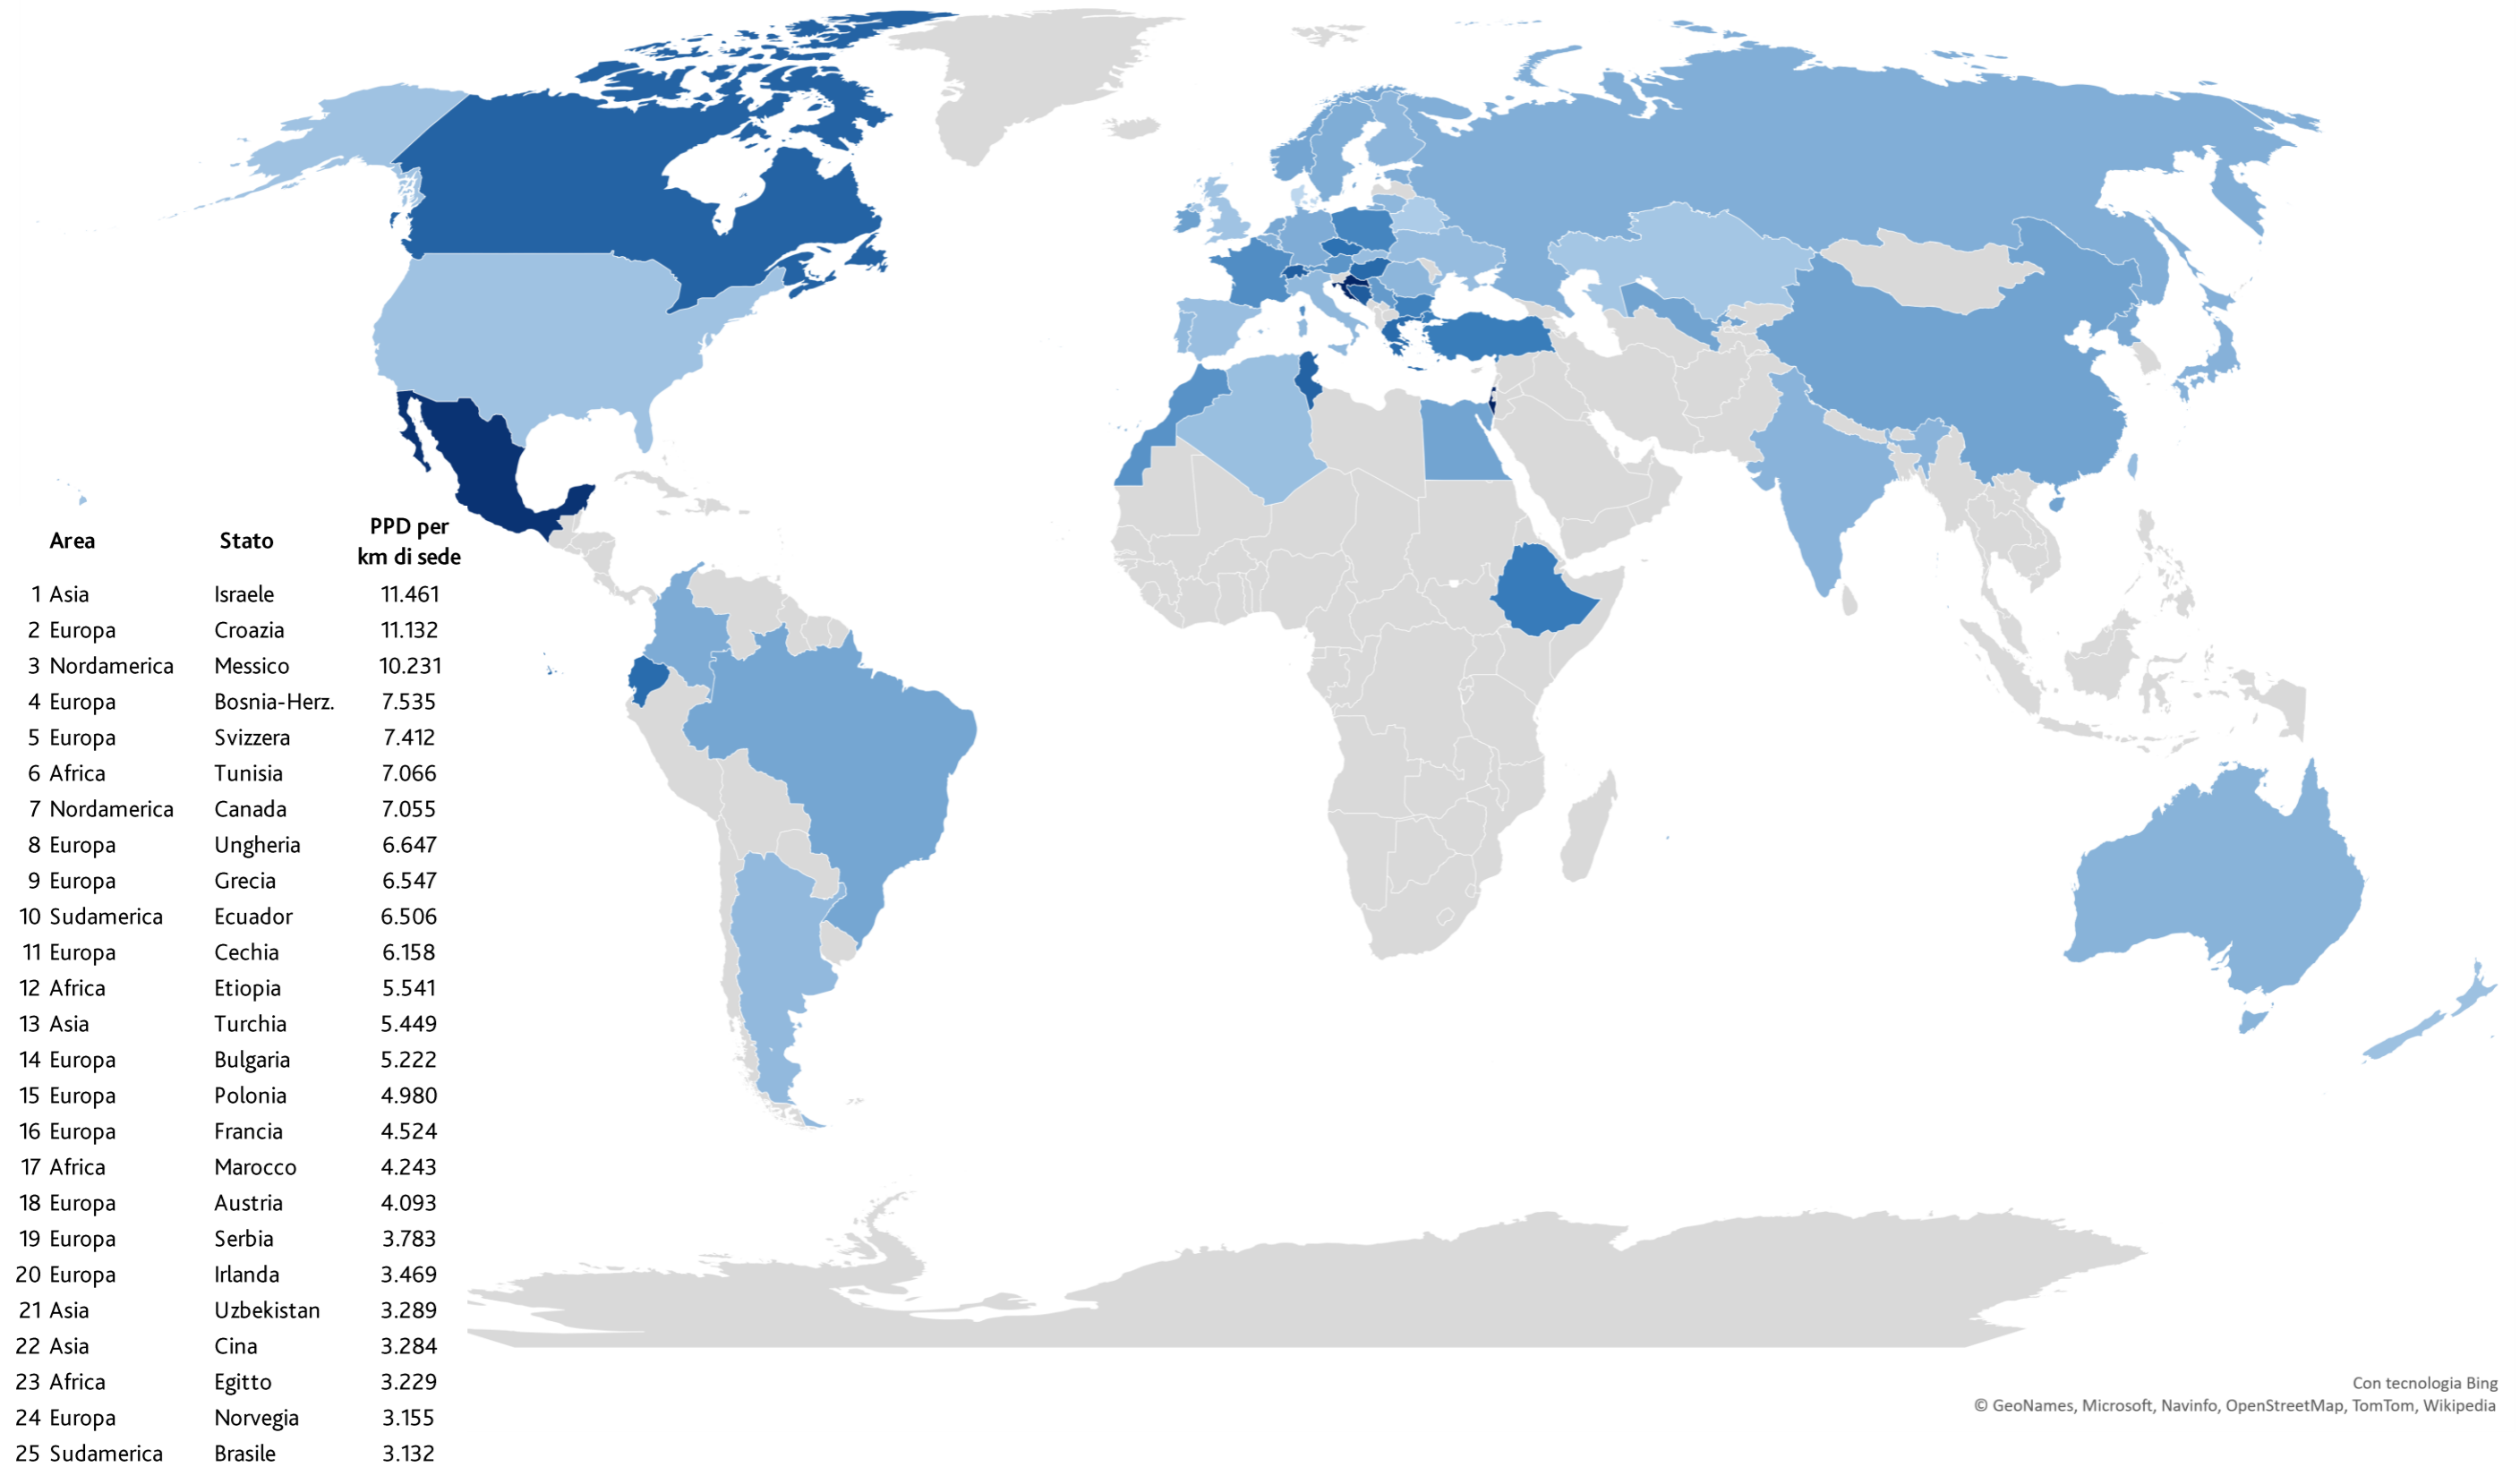 Area Stato PPD per km di sede
1 Asia Israele 11.461
2 Europa Croazia 11.132
3 Nordamerica Messico 10.231
4 Europa Bosnia-Herz. 7.535
5 Europa Svizzera 7.412
6 Africa Tunisia 7.066
7 Nordamerica Canada 7.055
8 Europa Ungheria 6.647
9 Europa Grecia 6.547
10 Sudamerica Ecuador 6.506
11 Europa Cechia 6.158
12 Africa Etiopia 5.541
13 Asia Turchia 5.449
14 Europa Bulgaria 5.222
15 Europa Polonia 4.980
16 Europa Francia 4.524
17 Africa Marocco 4.243
18 Europa Austria 4.093
19 Europa Serbia 3.783
20 Europa Irlanda 3.469
21 Asia Uzbekistan 3.289
22 Asia Cina 3.284
23 Africa Egitto 3.229
24 Europa Norvegia 3.155
25 Sudamerica Brasile 3.132
Con tecnologia Bing
© GeoNames, Microsoft, Navinfo, OpenStreetMap, TomTom, Wikipedia